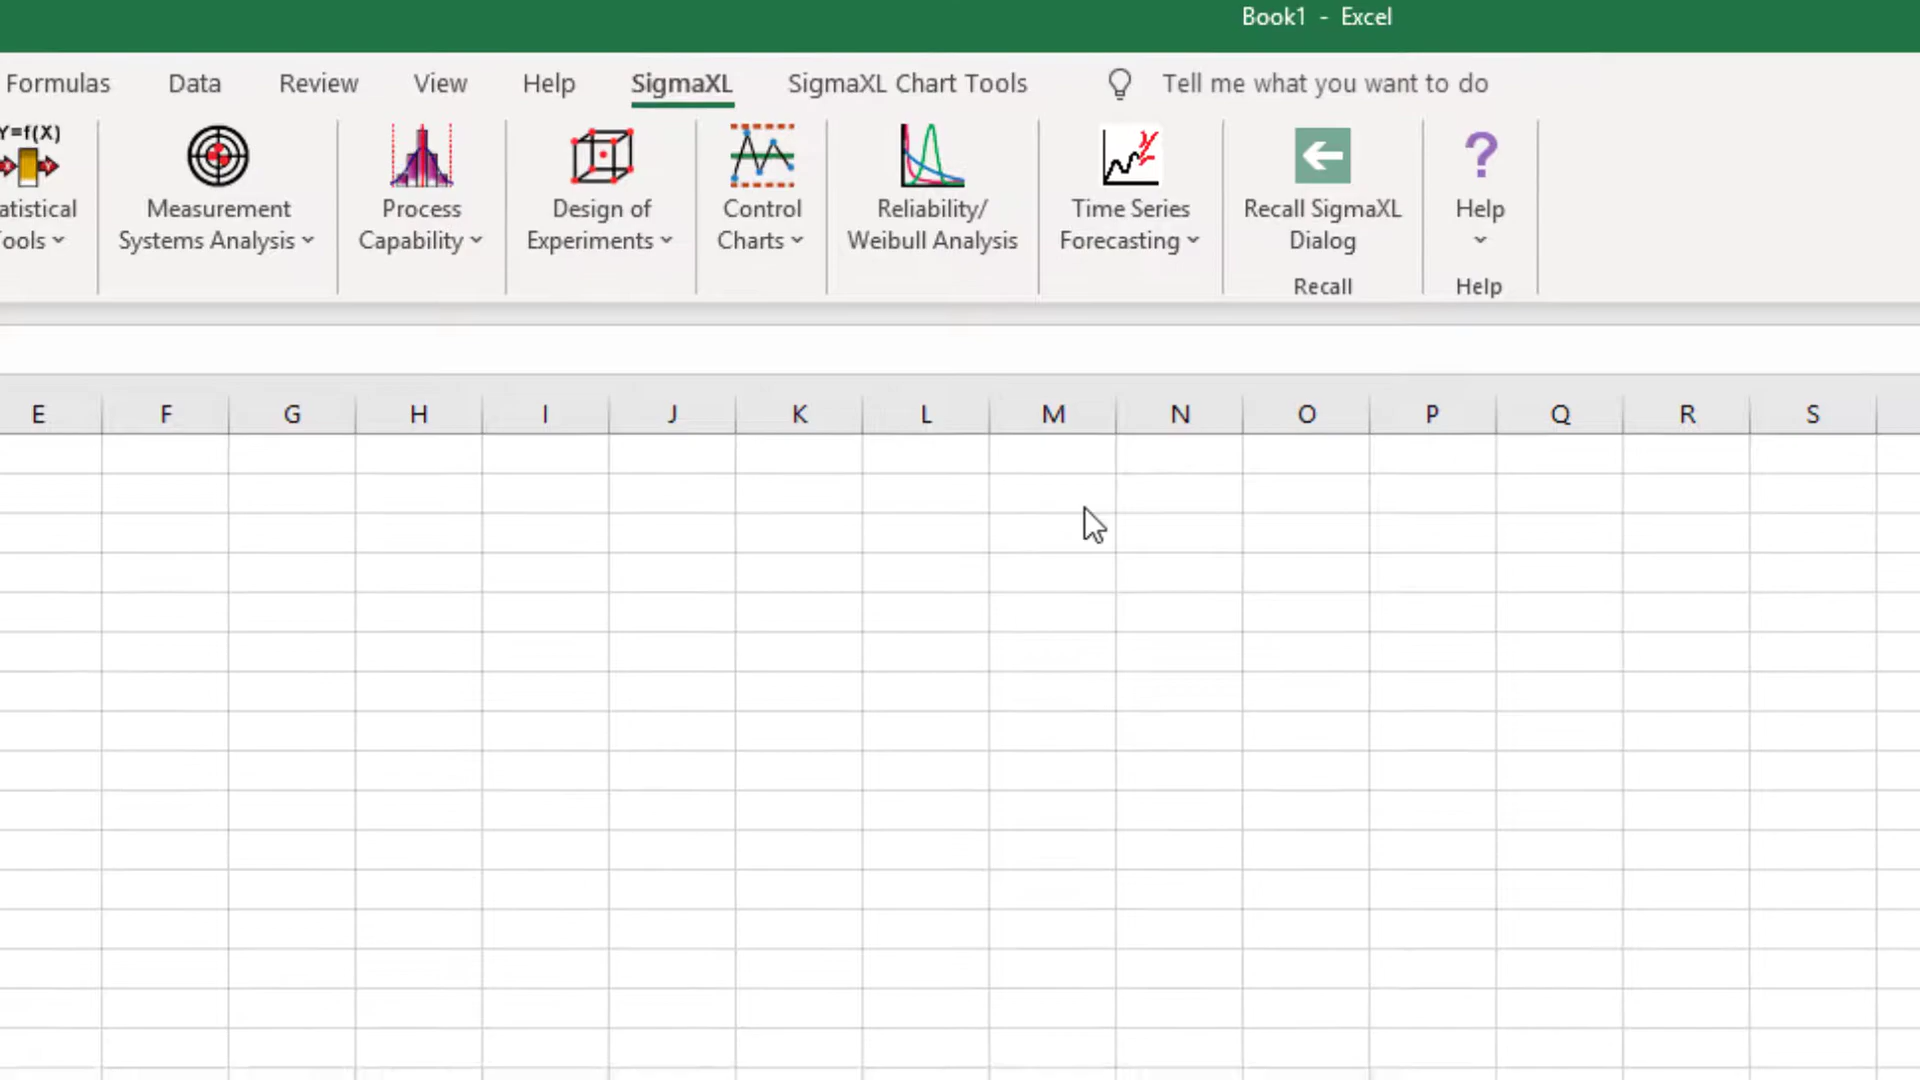 Book1 - Excel
Formulas Data Review View Help SigmaXL SigmaXL Chart Tools Tell me what you want to do
Y=f(X)
atistical
ools
Measurement
Systems Analysis
Process
Capability
Design of
Experiments
Control
Charts
Reliability/
Weibull Analysis
Time Series
Forecasting
Recall SigmaXL
Dialog
Recall
Help
Help
E F G H I J K L M N O P Q R S